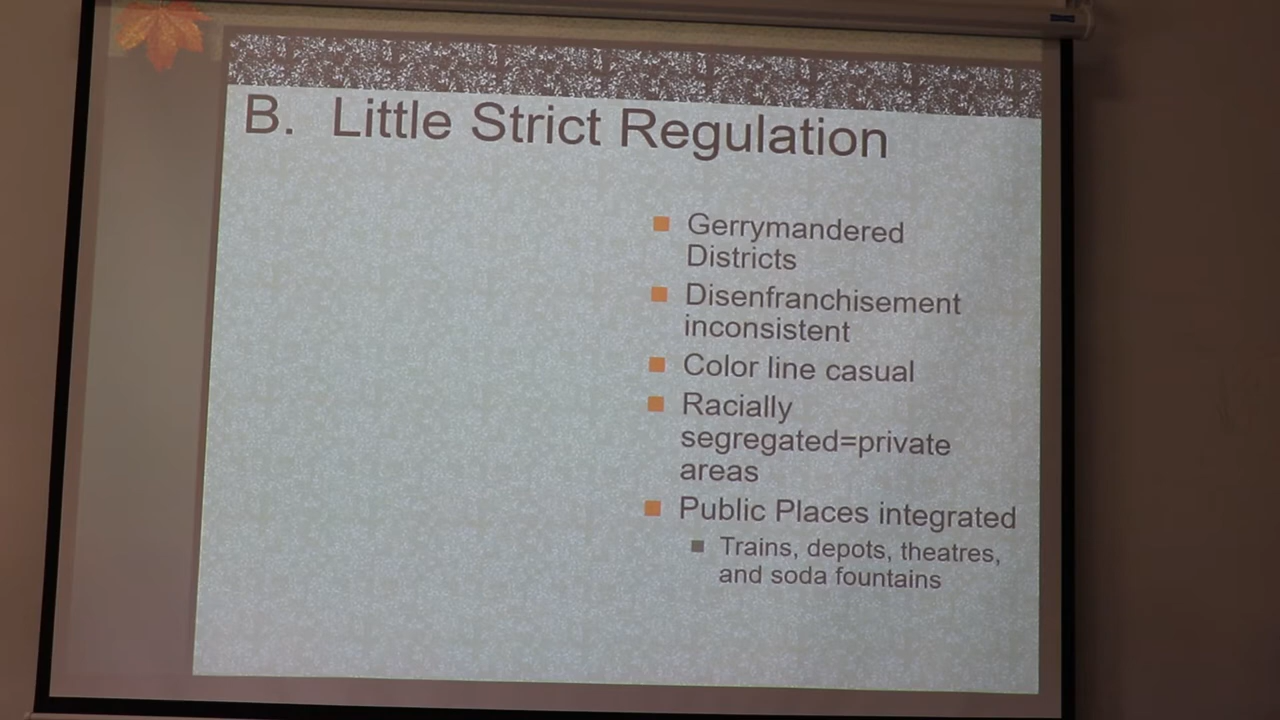 B. Little Strict Regulation
Gerrymandered
Districts
Disenfranchisement
inconsistent
Color line casual
Racially
segregated=private
areas
Public Places integrated
Trains, depots, theatres,
and soda fountains